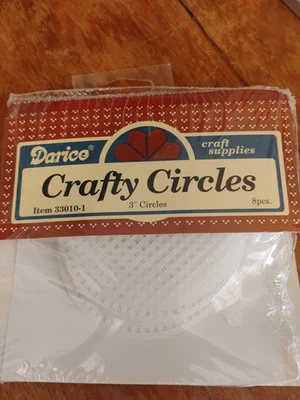 Darice®
craft
supplies
Crafty Circles
Item 33010-1 3" Circles 8pcs.